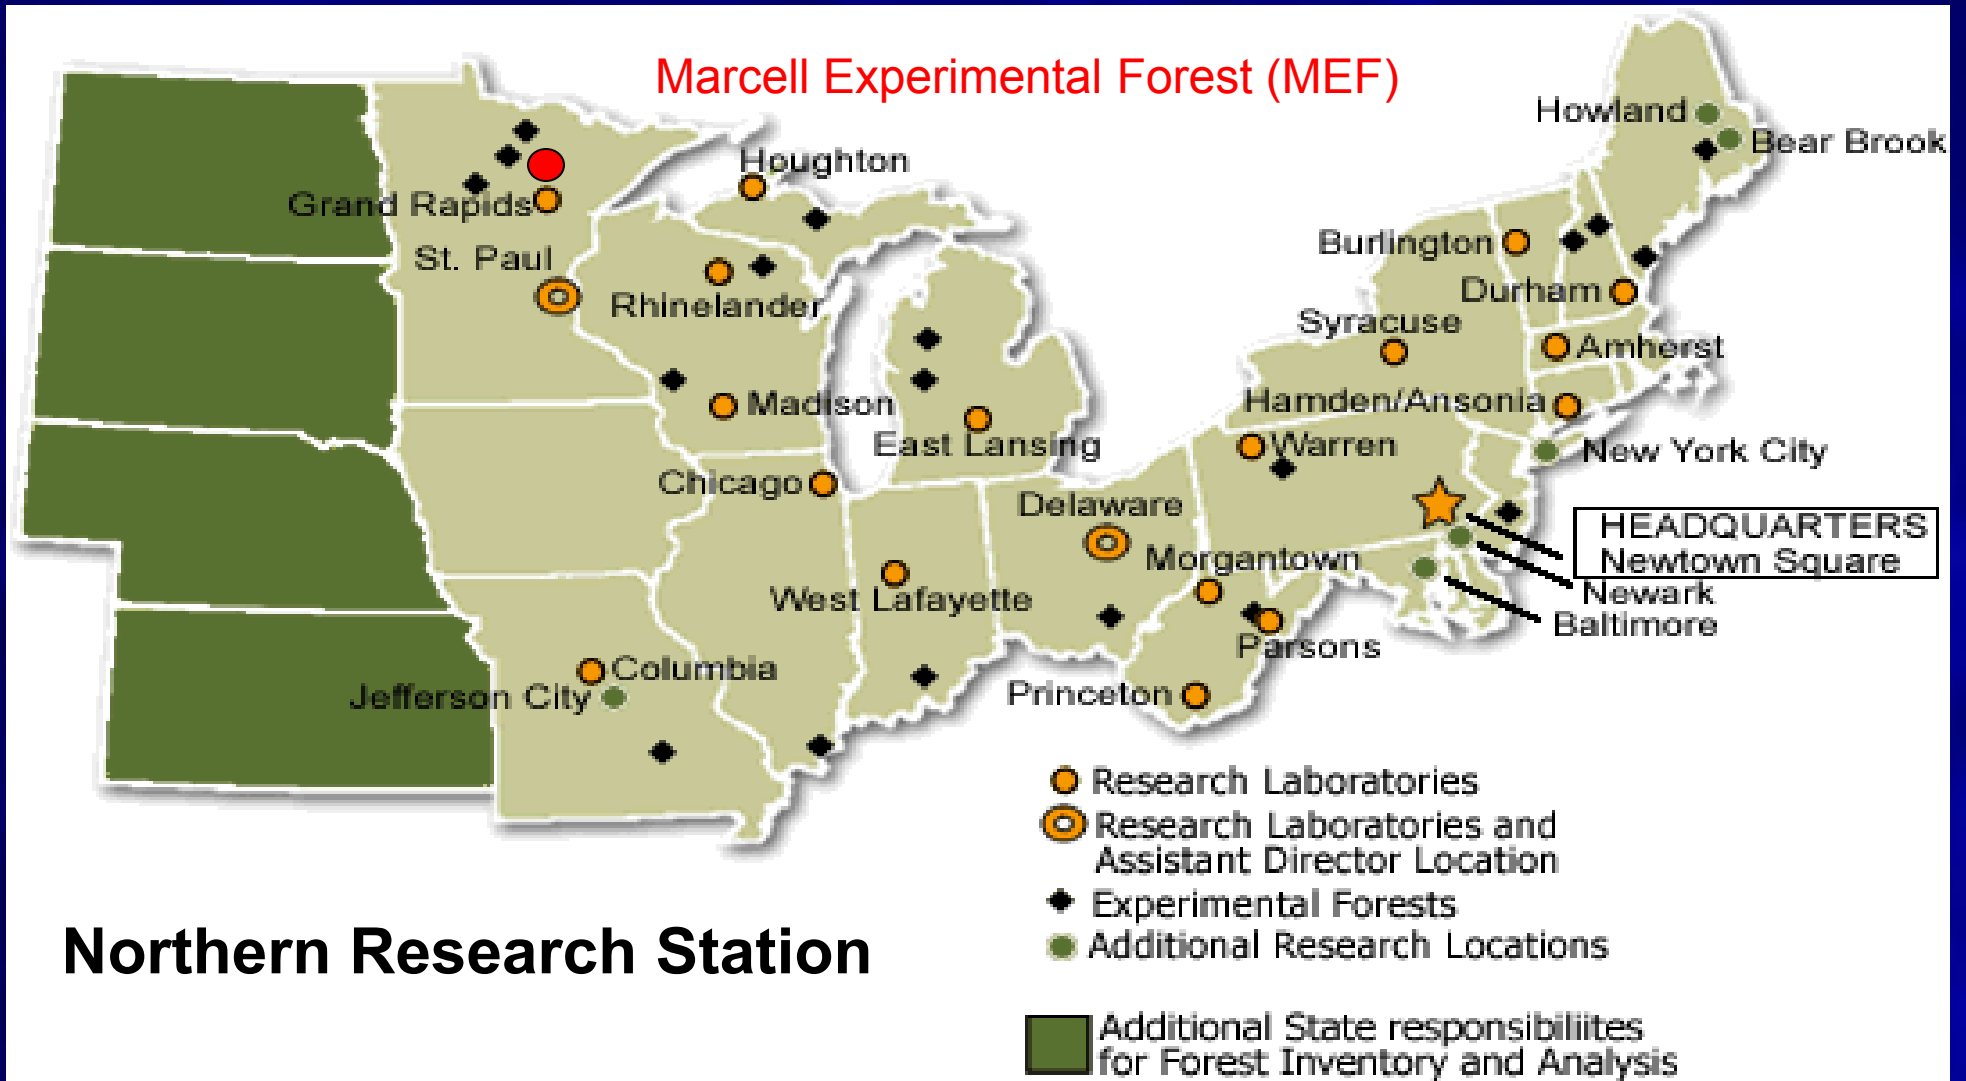 Marcell Experimental Forest (MEF)
Howland
Bear Brook
Houghton
Grand Rapids
Burlington
St. Paul
Durham
Rhinelander
Syracuse
Amherst
Madison
Hamden/Ansonia
East Lansing
Warren
New York City
Chicago
Delaware
HEADQUARTERS
Newtown Square
Morgantown
Newark
West Lafayette
Baltimore
Parsons
Columbia
Jefferson City
Princeton
Research Laboratories
Research Laboratories and
Assistant Director Location
Experimental Forests
Additional Research Locations
Northern Research Station
Additional State responsibiliites
for Forest Inventory and Analysis